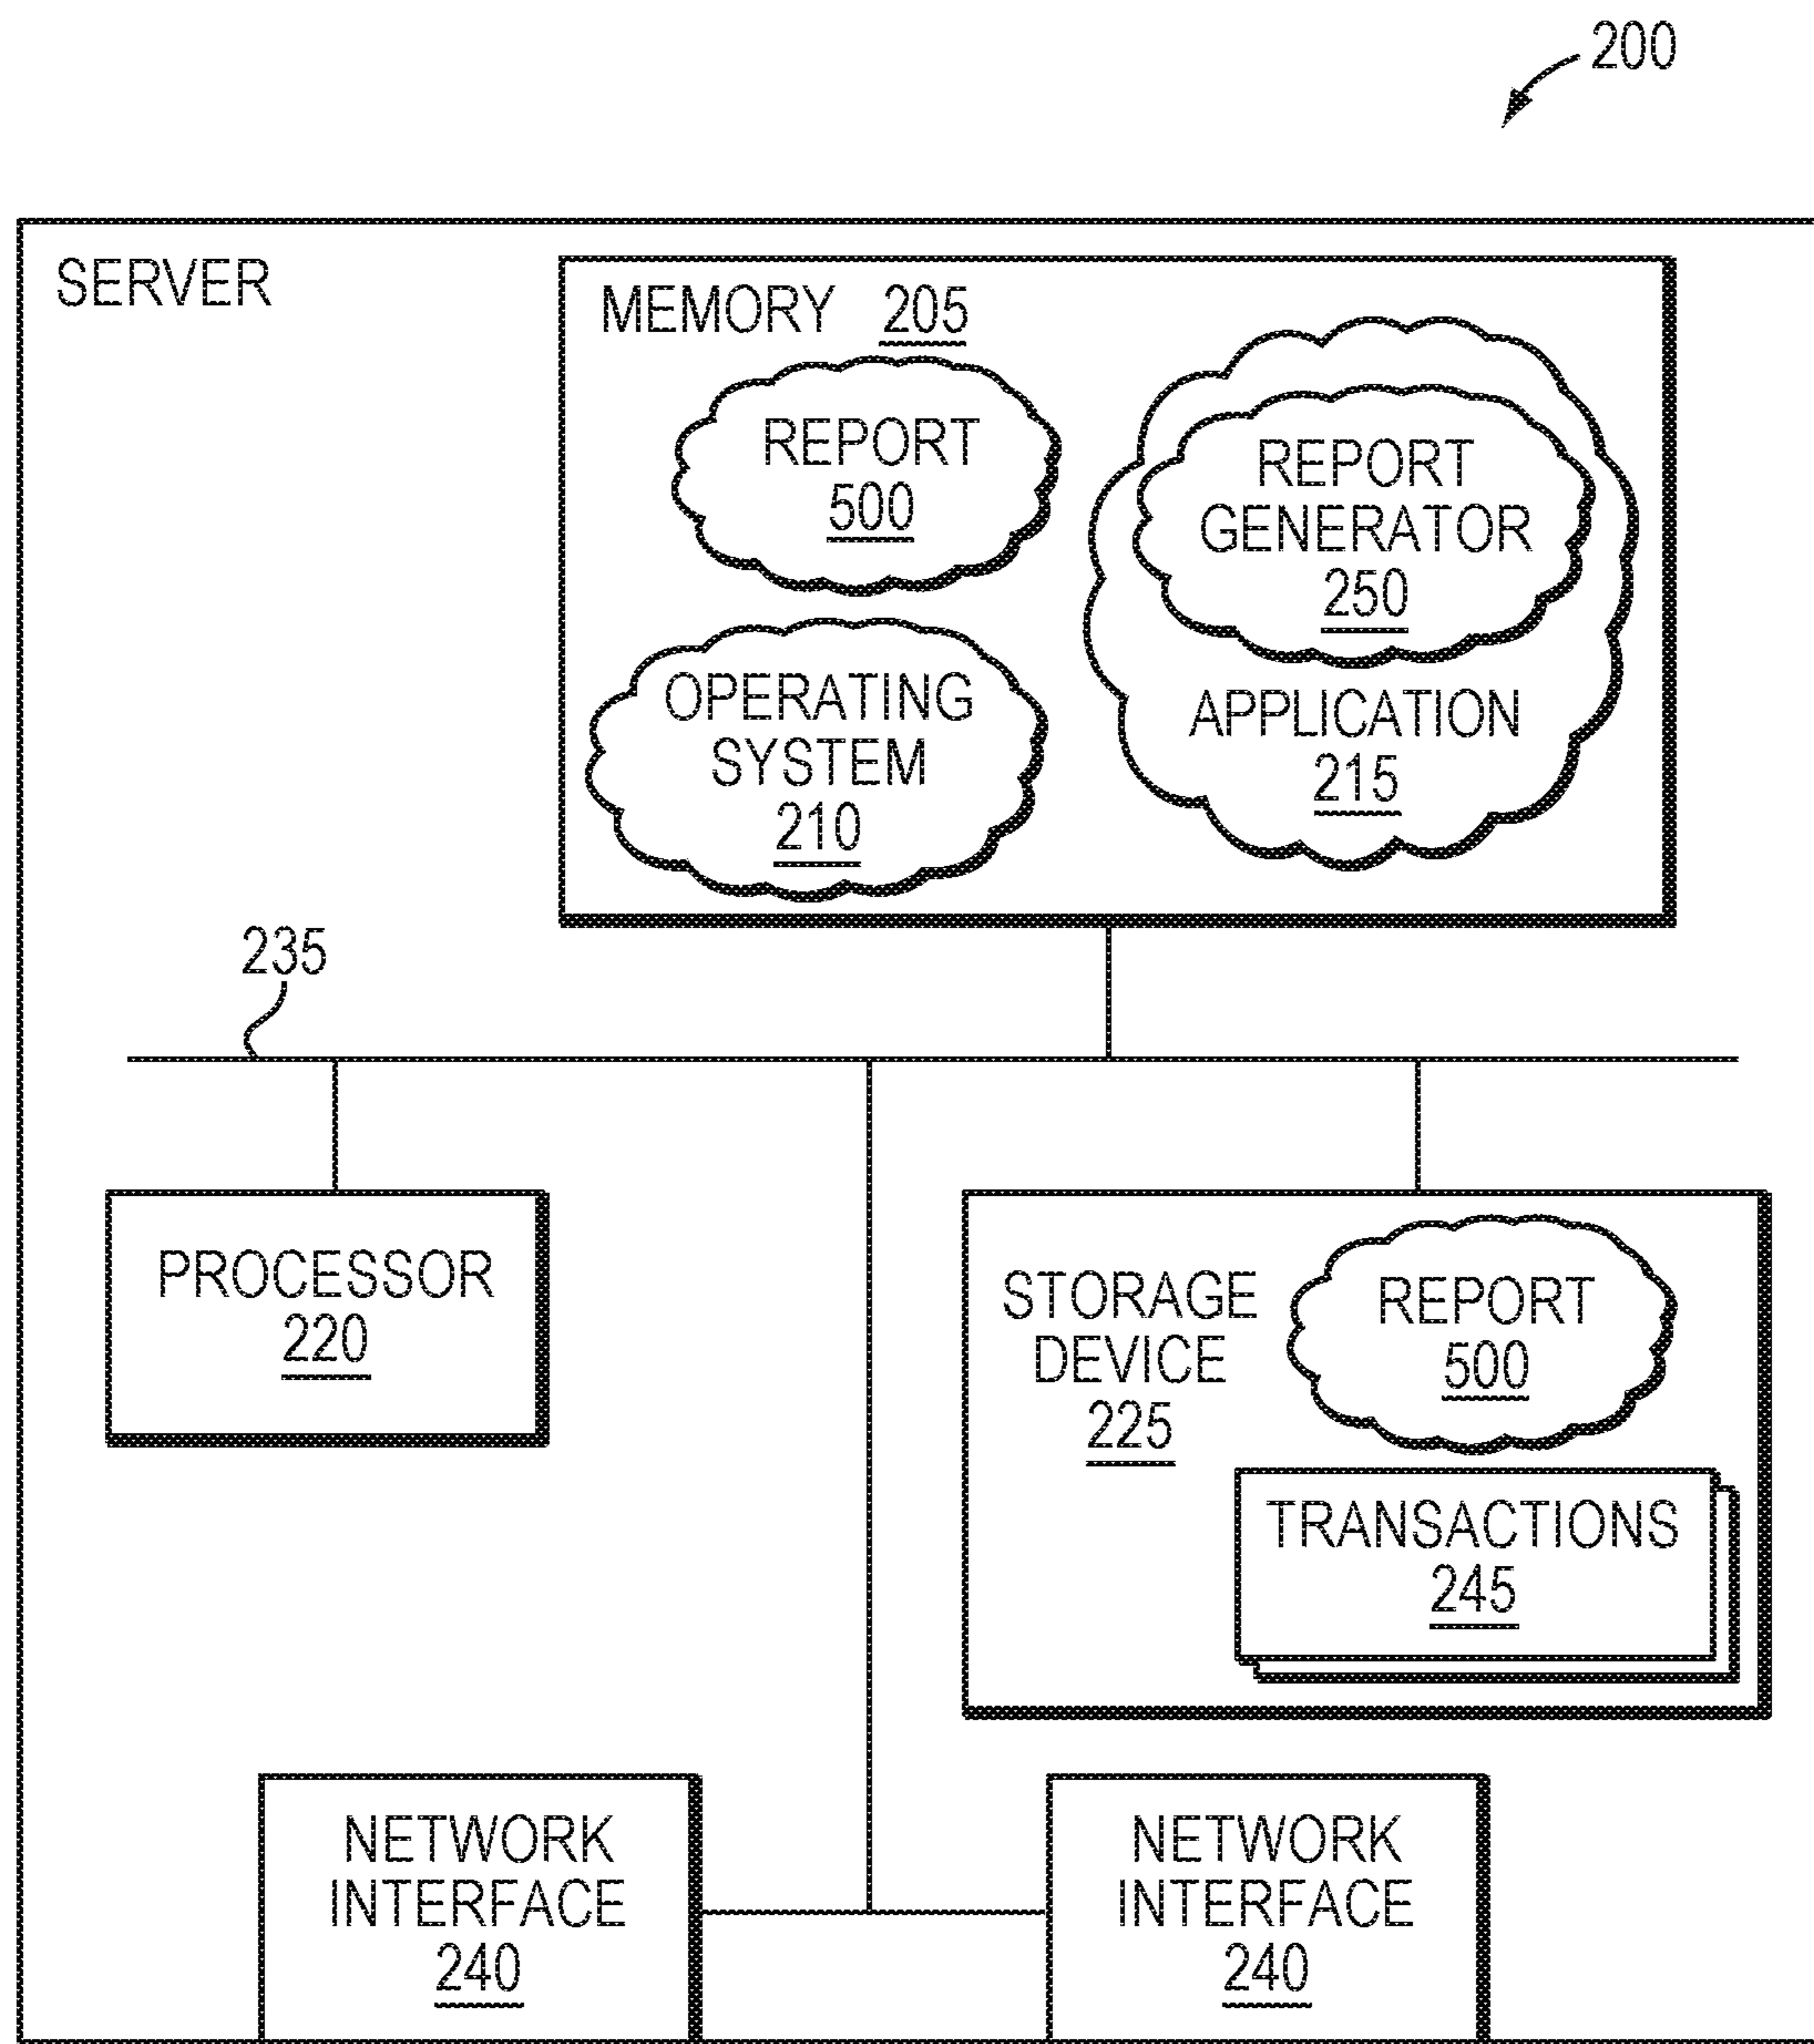 200
SERVER
MEMORY 205
REPORT
500
REPORT
GENERATOR
250
OPERATING
SYSTEM
210
APPLICATION
215
235
PROCESSOR
220
STORAGE
DEVICE
225
REPORT
500
TRANSACTIONS
245
NETWORK
INTERFACE
240
NETWORK
INTERFACE
240